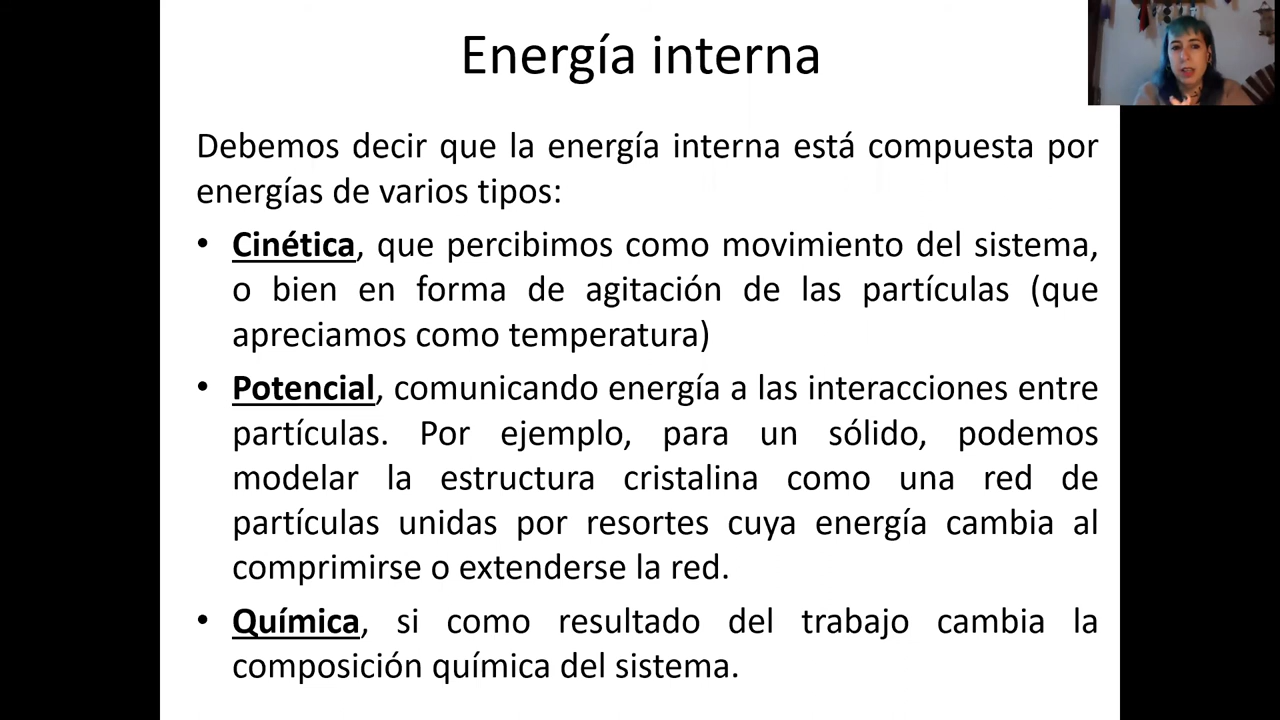 Energía interna
Debemos decir que la energía interna está compuesta por
energías de varios tipos:
• Cinética, que percibimos como movimiento del sistema,
o bien en forma de agitación de las partículas (que
apreciamos como temperatura)
• Potencial, comunicando energía a las interacciones entre
partículas. Por ejemplo, para un sólido, podemos
modelar la estructura cristalina como una red de
partículas unidas por resortes cuya energía cambia al
comprimirse o extenderse la red.
• Química, si como resultado del trabajo cambia la
composición química del sistema.